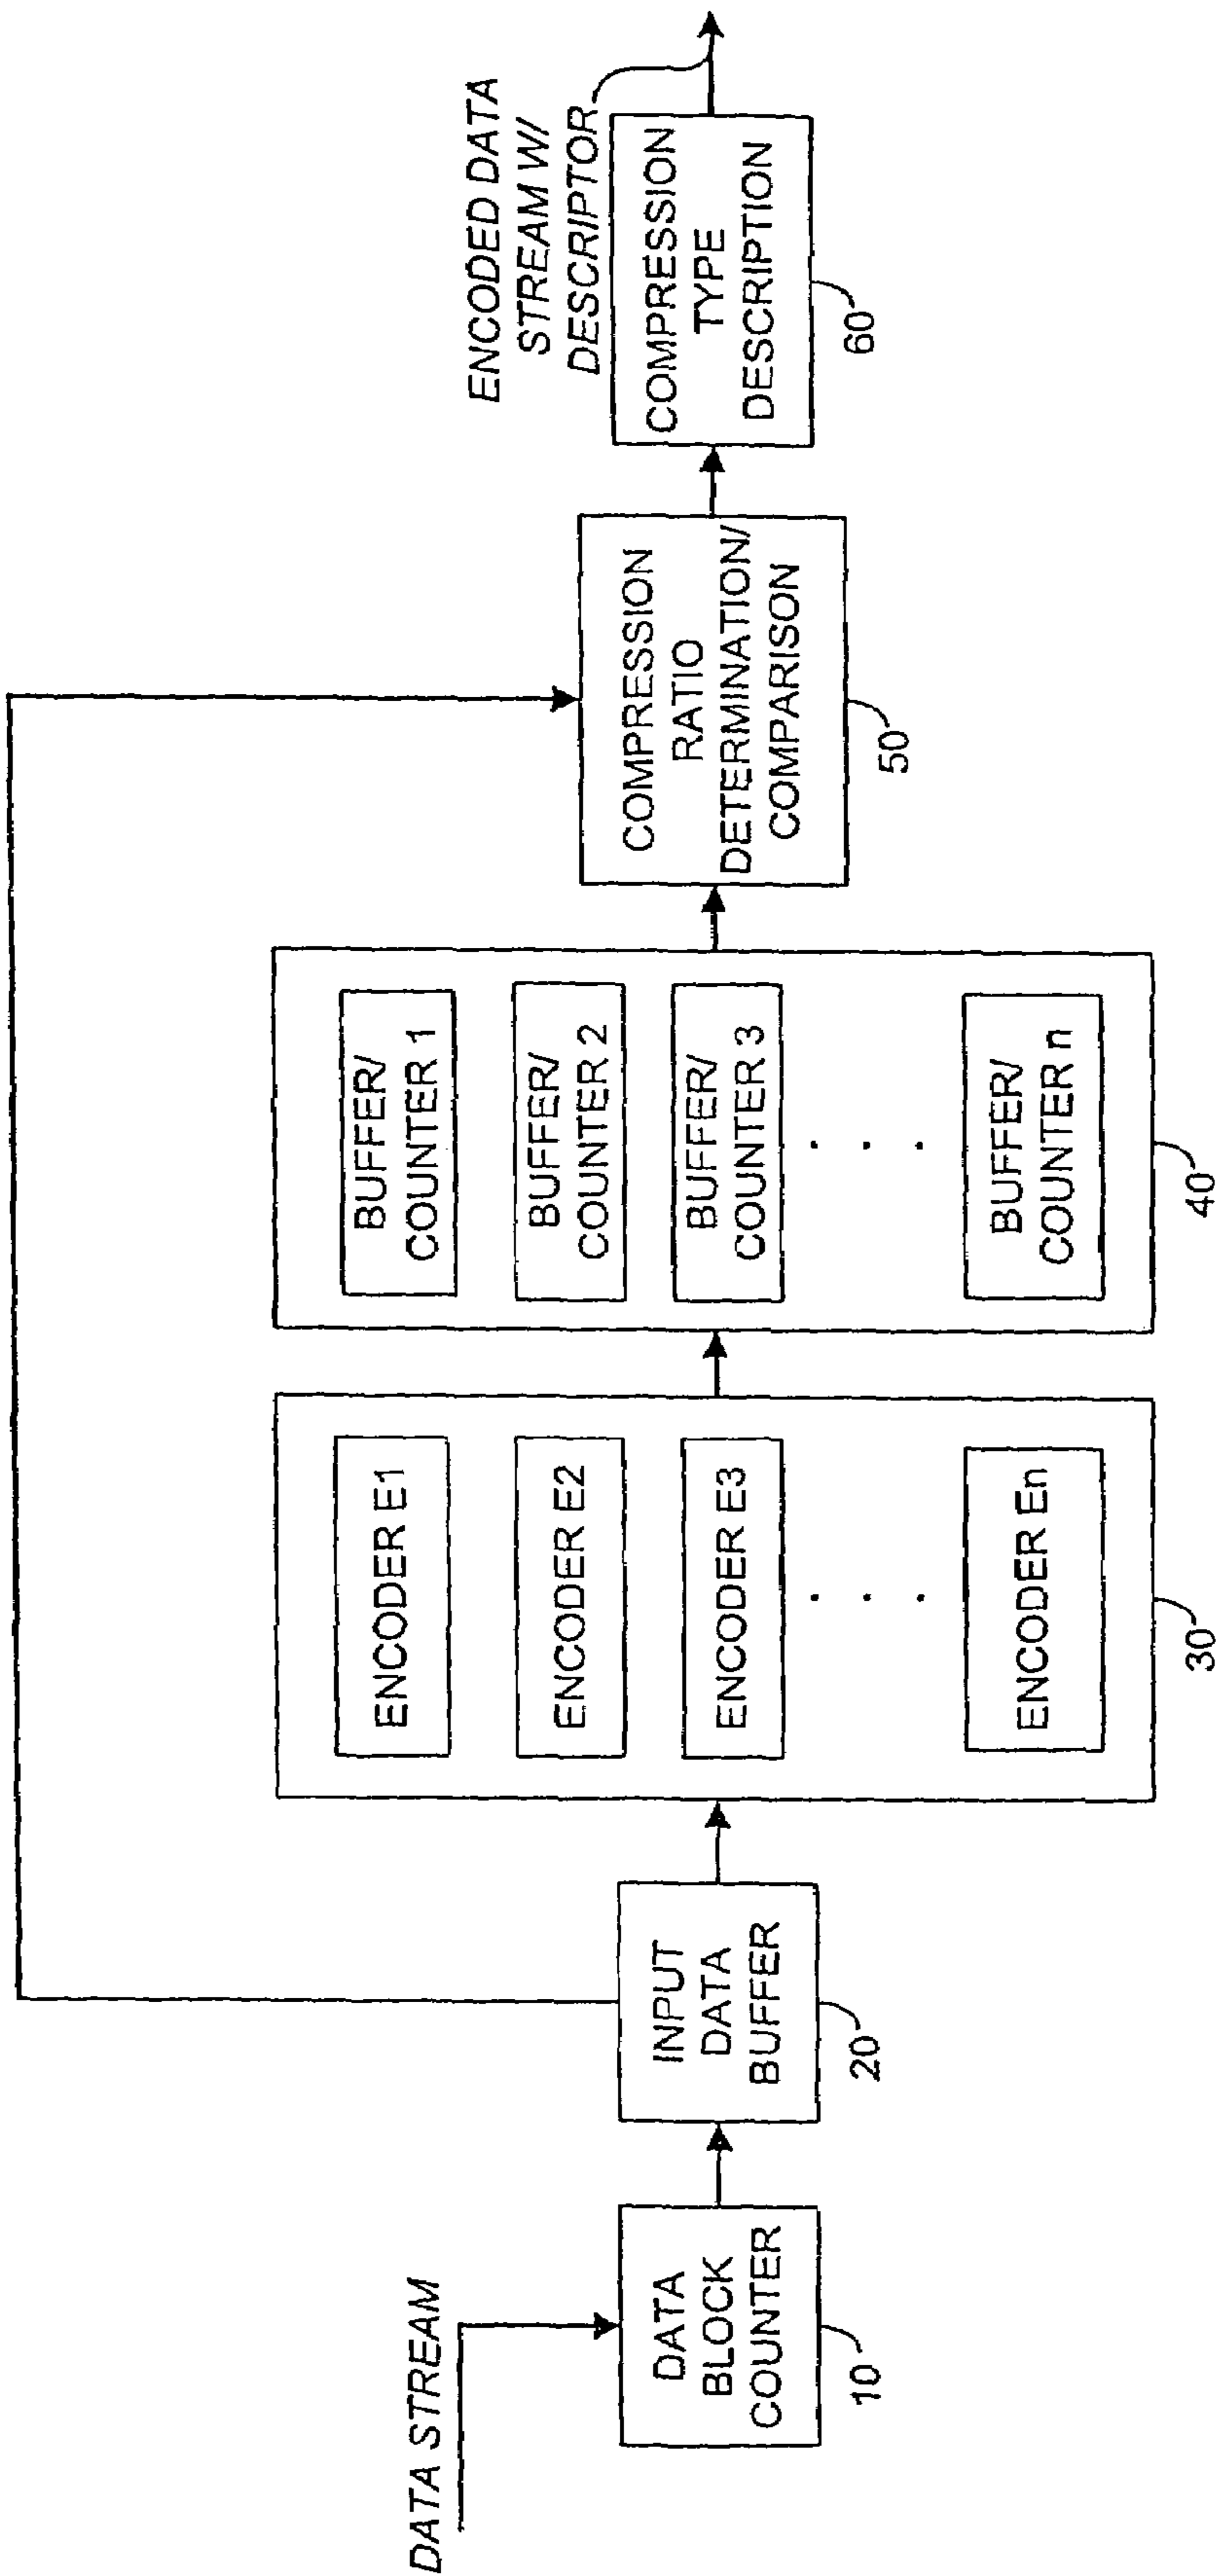 DATA STREAM
DATA
BLOCK
COUNTER
10
INPUT
DATA
BUFFER
20
ENCODER E1
ENCODER E2
ENCODER E3
. . .
ENCODER En
30
BUFFER/
COUNTER 1
BUFFER/
COUNTER 2
BUFFER/
COUNTER 3
. . .
BUFFER/
COUNTER n
40
COMPRESSION
RATIO
DETERMINATION/
COMPARISON
50
ENCODED DATA
STREAM W/
DESCRIPTOR
COMPRESSION
TYPE
DESCRIPTION
60